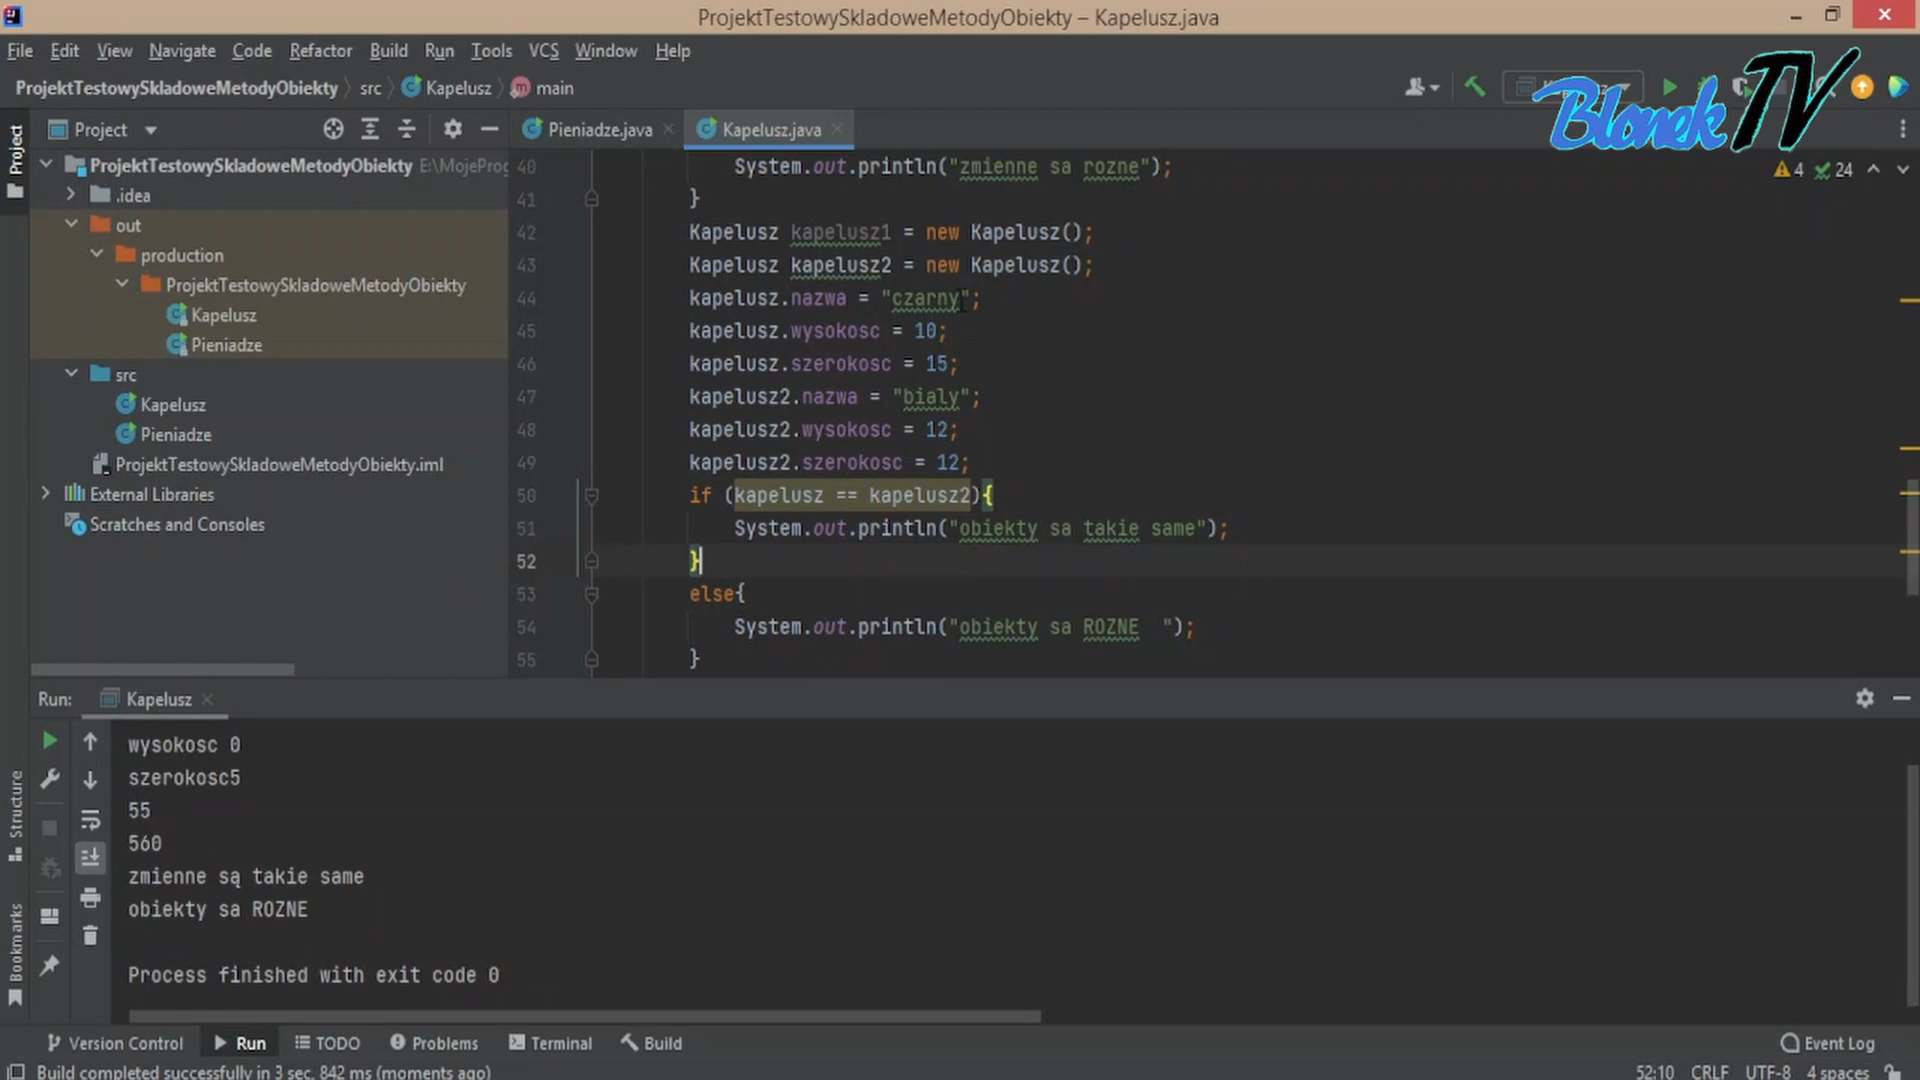 ProjektTestowySkladoweMetodyObiekty – Kapelusz.java
File Edit View Navigate Code Refactor Build Run Tools VCS Window Help
ProjektTestowySkladoweMetodyObiekty src Kapelusz main
Blonek TV
Project
Project
Pieniadze.java
Kapelusz.java
ProjektTestowySkladoweMetodyObiekty E:\MojeProg
.idea
out
production
ProjektTestowySkladoweMetodyObiekty
Kapelusz
Pieniadze
src
Kapelusz
Pieniadze
ProjektTestowySkladoweMetodyObiekty.iml
External Libraries
Scratches and Consoles
4 24
40 System.out.println("zmienne sa rozne");
41 }
42 Kapelusz kapelusz1 = new Kapelusz();
43 Kapelusz kapelusz2 = new Kapelusz();
44 kapelusz.nazwa = "czarny";
45 kapelusz.wysokosc = 10;
46 kapelusz.szerokosc = 15;
47 kapelusz2.nazwa = "bialy";
48 kapelusz2.wysokosc = 12;
49 kapelusz2.szerokosc = 12;
50 if (kapelusz == kapelusz2){
51 System.out.println("obiekty sa takie same");
52 }
53 else{
54 System.out.println("obiekty sa ROZNE  ");
55 }
Run: Kapelusz
wysokosc 0
szerokosc5
55
560
zmienne są takie same
obiekty sa ROZNE
Process finished with exit code 0
Structure
Bookmarks
Version Control Run TODO Problems Terminal Build Event Log
Build completed successfully in 3 sec, 842 ms (moments ago) 52:10 CRLF UTF-8 4 spaces